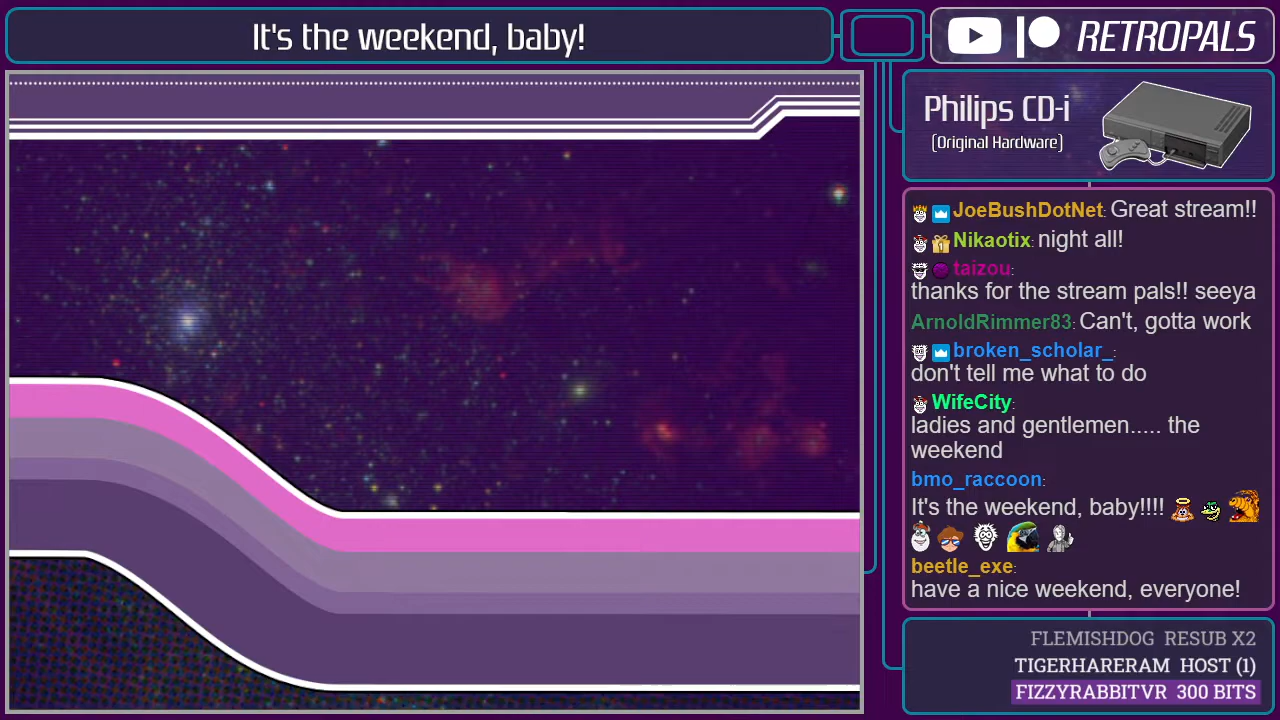 It's the weekend, baby!
RETROPALS
Philips CD-i
(Original Hardware)
JoeBushDotNet: Great stream!!
Nikaotix: night all!
taizou:
thanks for the stream pals!! seeya
ArnoldRimmer83: Can't, gotta work
broken_scholar_:
don't tell me what to do
WifeCity:
ladies and gentlemen..... the
weekend
bmo_raccoon:
It's the weekend, baby!!!!
beetle_exe:
have a nice weekend, everyone!
FLEMISHDOG RESUB X2
TIGERHARERAM HOST (1)
FIZZYRABBITVR 300 BITS